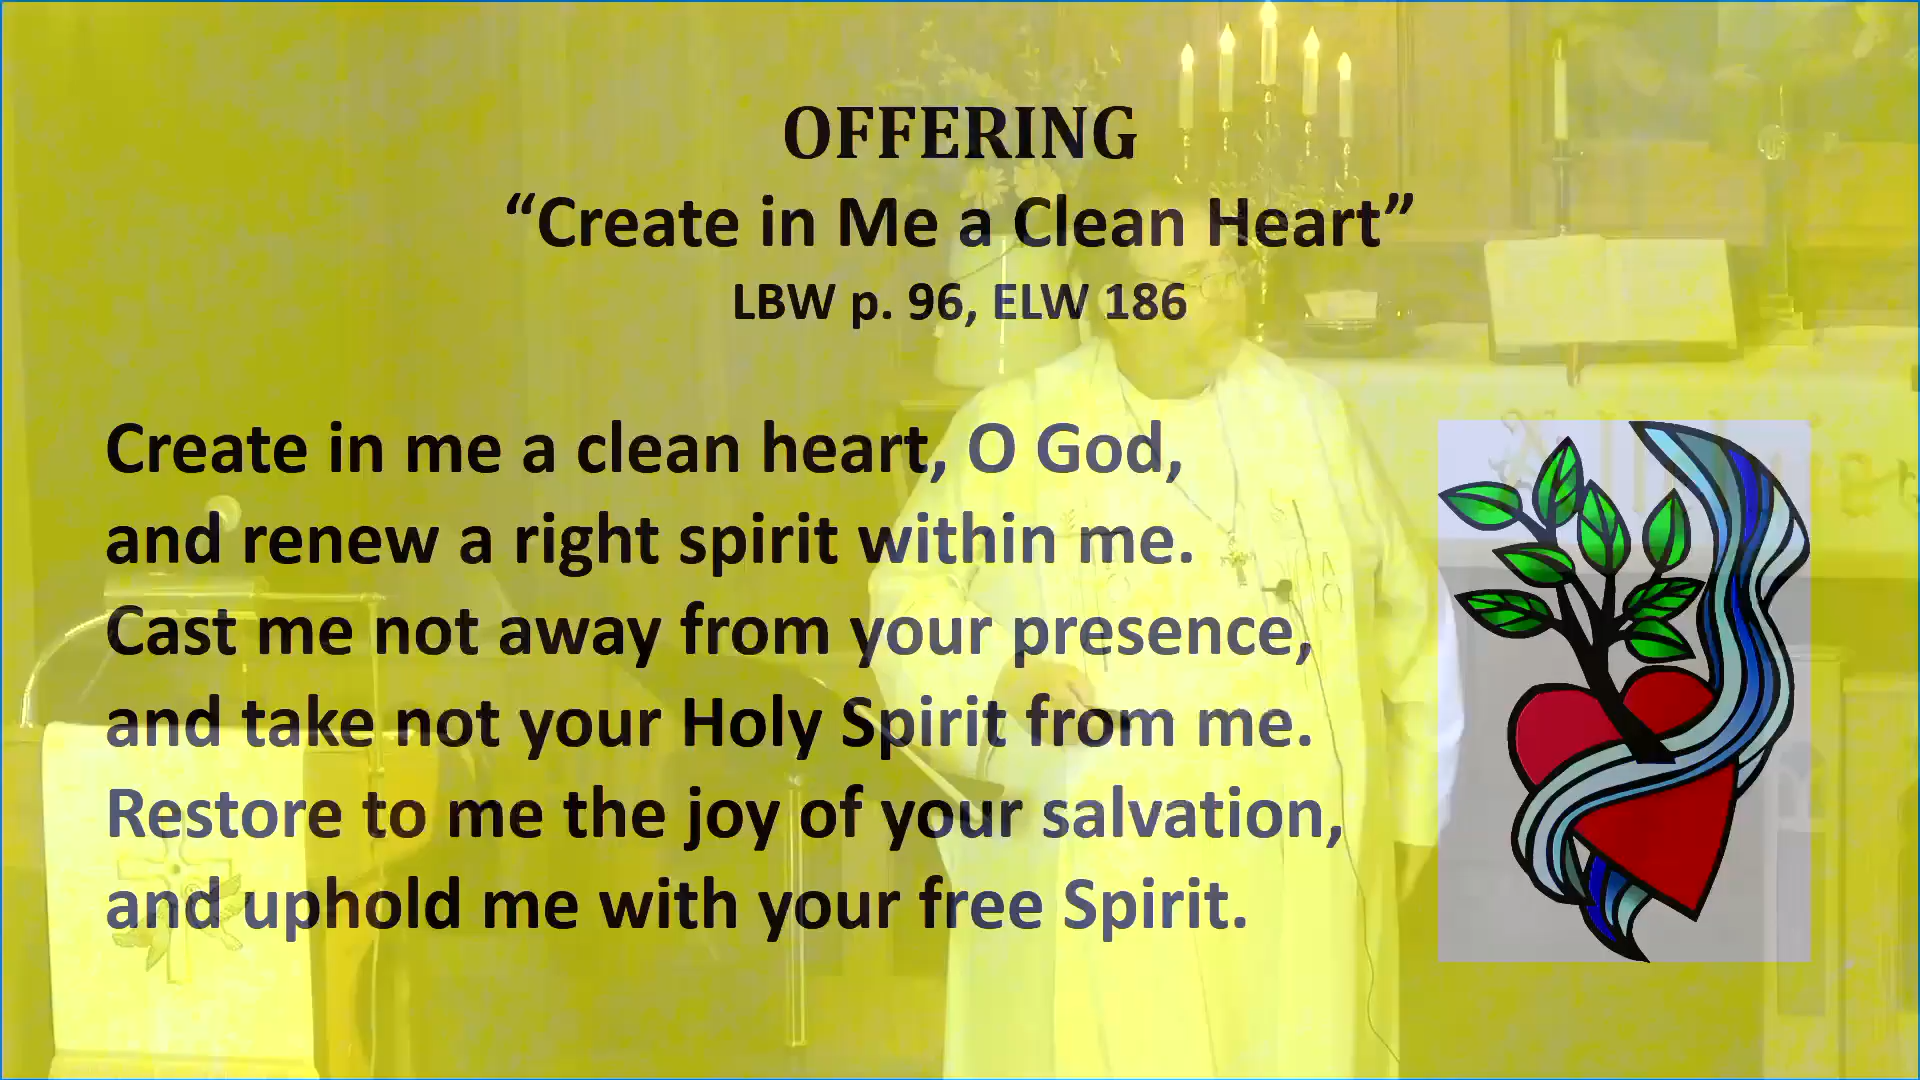 OFFERING
“Create in Me a Clean Heart”
LBW p. 96, ELW 186
Create in me a clean heart, O God,
and renew a right spirit within me.
Cast me not away from your presence,
and take not your Holy Spirit from me.
Restore to me the joy of your salvation,
and uphold me with your free Spirit.